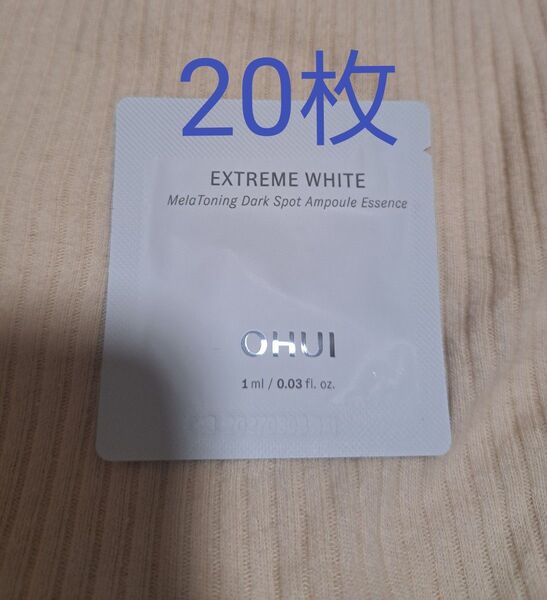 20枚
EXTREME WHITE
MelaToning Dark Spot Ampoule Essence
OHUI
1 ml / 0.03 fl. oz.